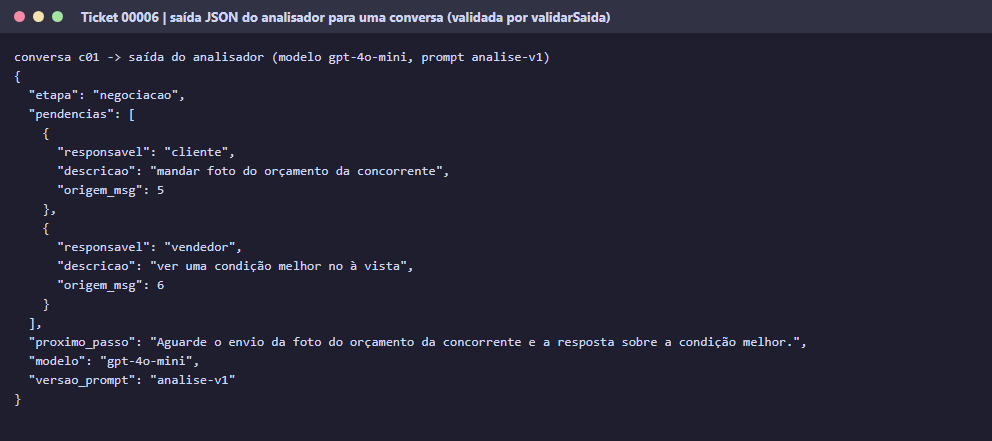 Ticket 00006 | saída JSON do analisador para uma conversa (validada por validarSaida)
conversa c01 -> saída do analisador (modelo gpt-4o-mini, prompt analise-v1)
{
  "etapa": "negociacao",
  "pendencias": [
    {
      "responsavel": "cliente",
      "descricao": "mandar foto do orçamento da concorrente",
      "origem_msg": 5
    },
    {
      "responsavel": "vendedor",
      "descricao": "ver uma condição melhor no à vista",
      "origem_msg": 6
    }
  ],
  "proximo_passo": "Aguarde o envio da foto do orçamento da concorrente e a resposta sobre a condição melhor.",
  "modelo": "gpt-4o-mini",
  "versao_prompt": "analise-v1"
}